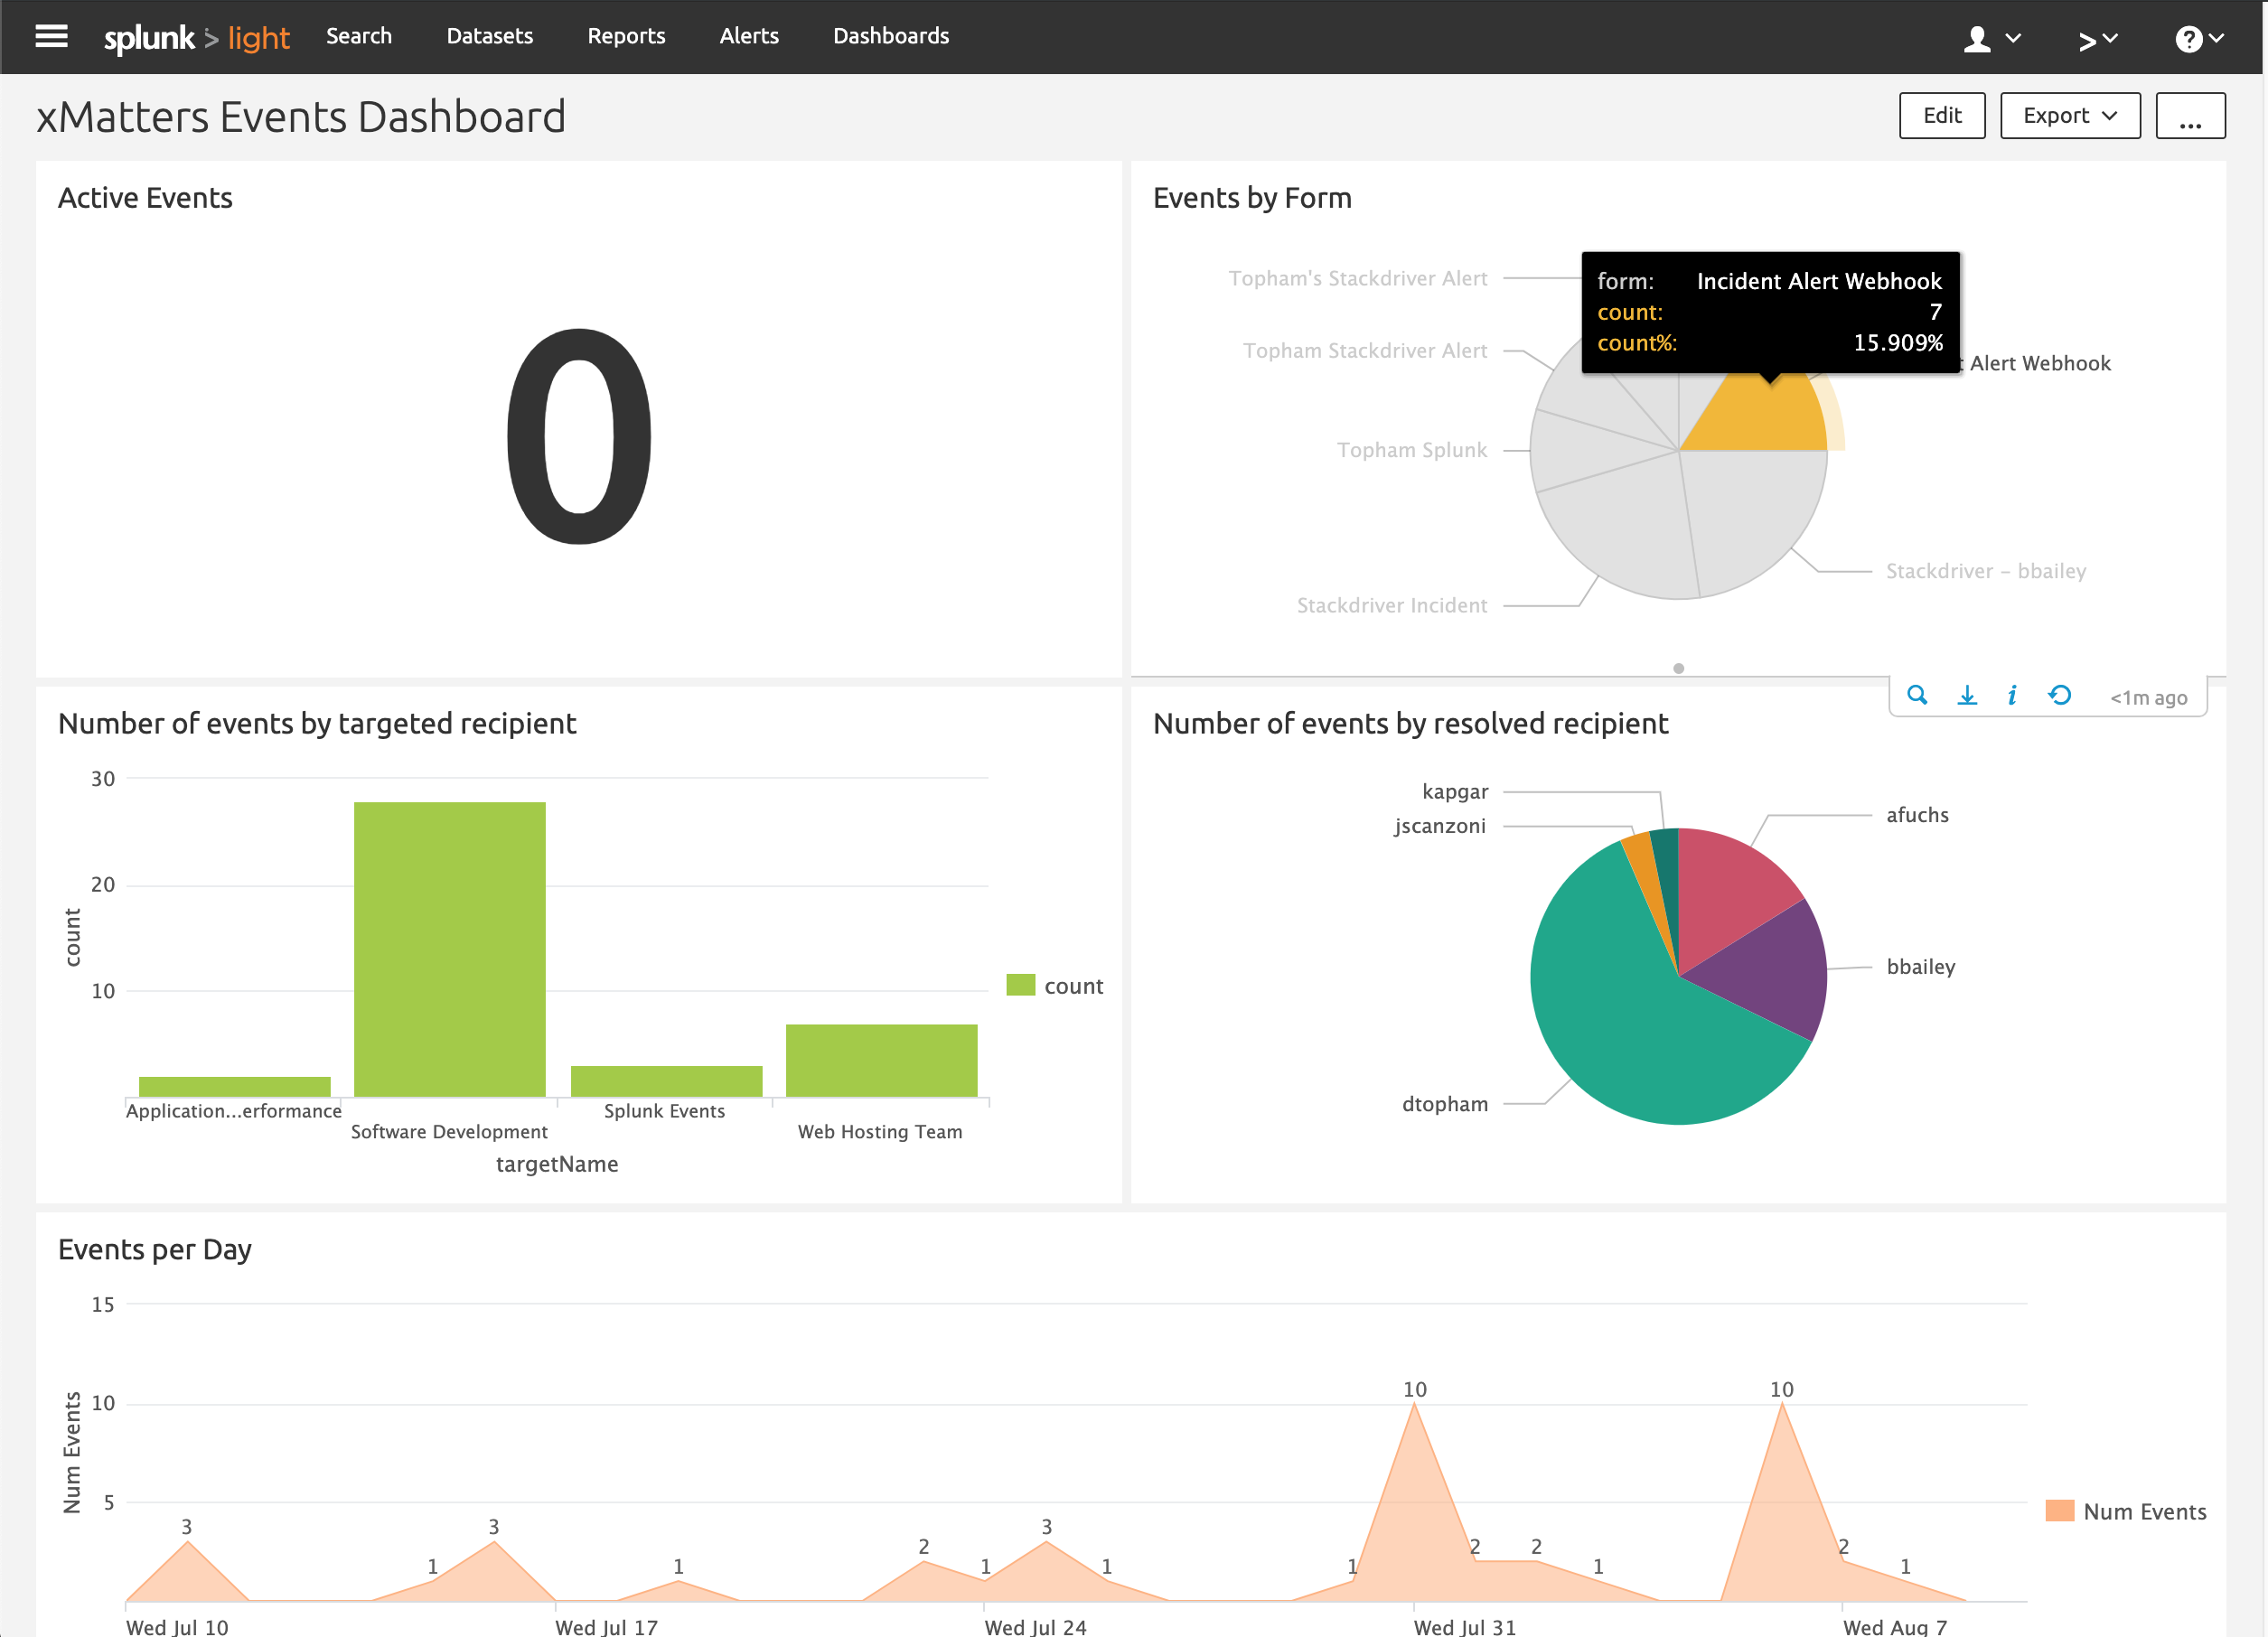 splunk > light Search Datasets Reports Alerts Dashboards
xMatters Events Dashboard
Edit Export ...
Active Events
0
Events by Form
Topham's Stackdriver Alert
form: Incident Alert Webhook
count: 7
count%: 15.909%
Topham Stackdriver Alert
t Alert Webhook
Topham Splunk
Stackdriver - bbailey
Stackdriver Incident
<1m ago
Number of events by targeted recipient
30
20
10
count
count
Application...erformance
Software Development
Splunk Events
Web Hosting Team
targetName
Number of events by resolved recipient
kapgar
jscanzoni
afuchs
bbailey
dtopham
Events per Day
15
10
5
Num Events
3 1 3 1 2 1 3 1 1 10 2 2 1 10 2 1
Num Events
Wed Jul 10 Wed Jul 17 Wed Jul 24 Wed Jul 31 Wed Aug 7